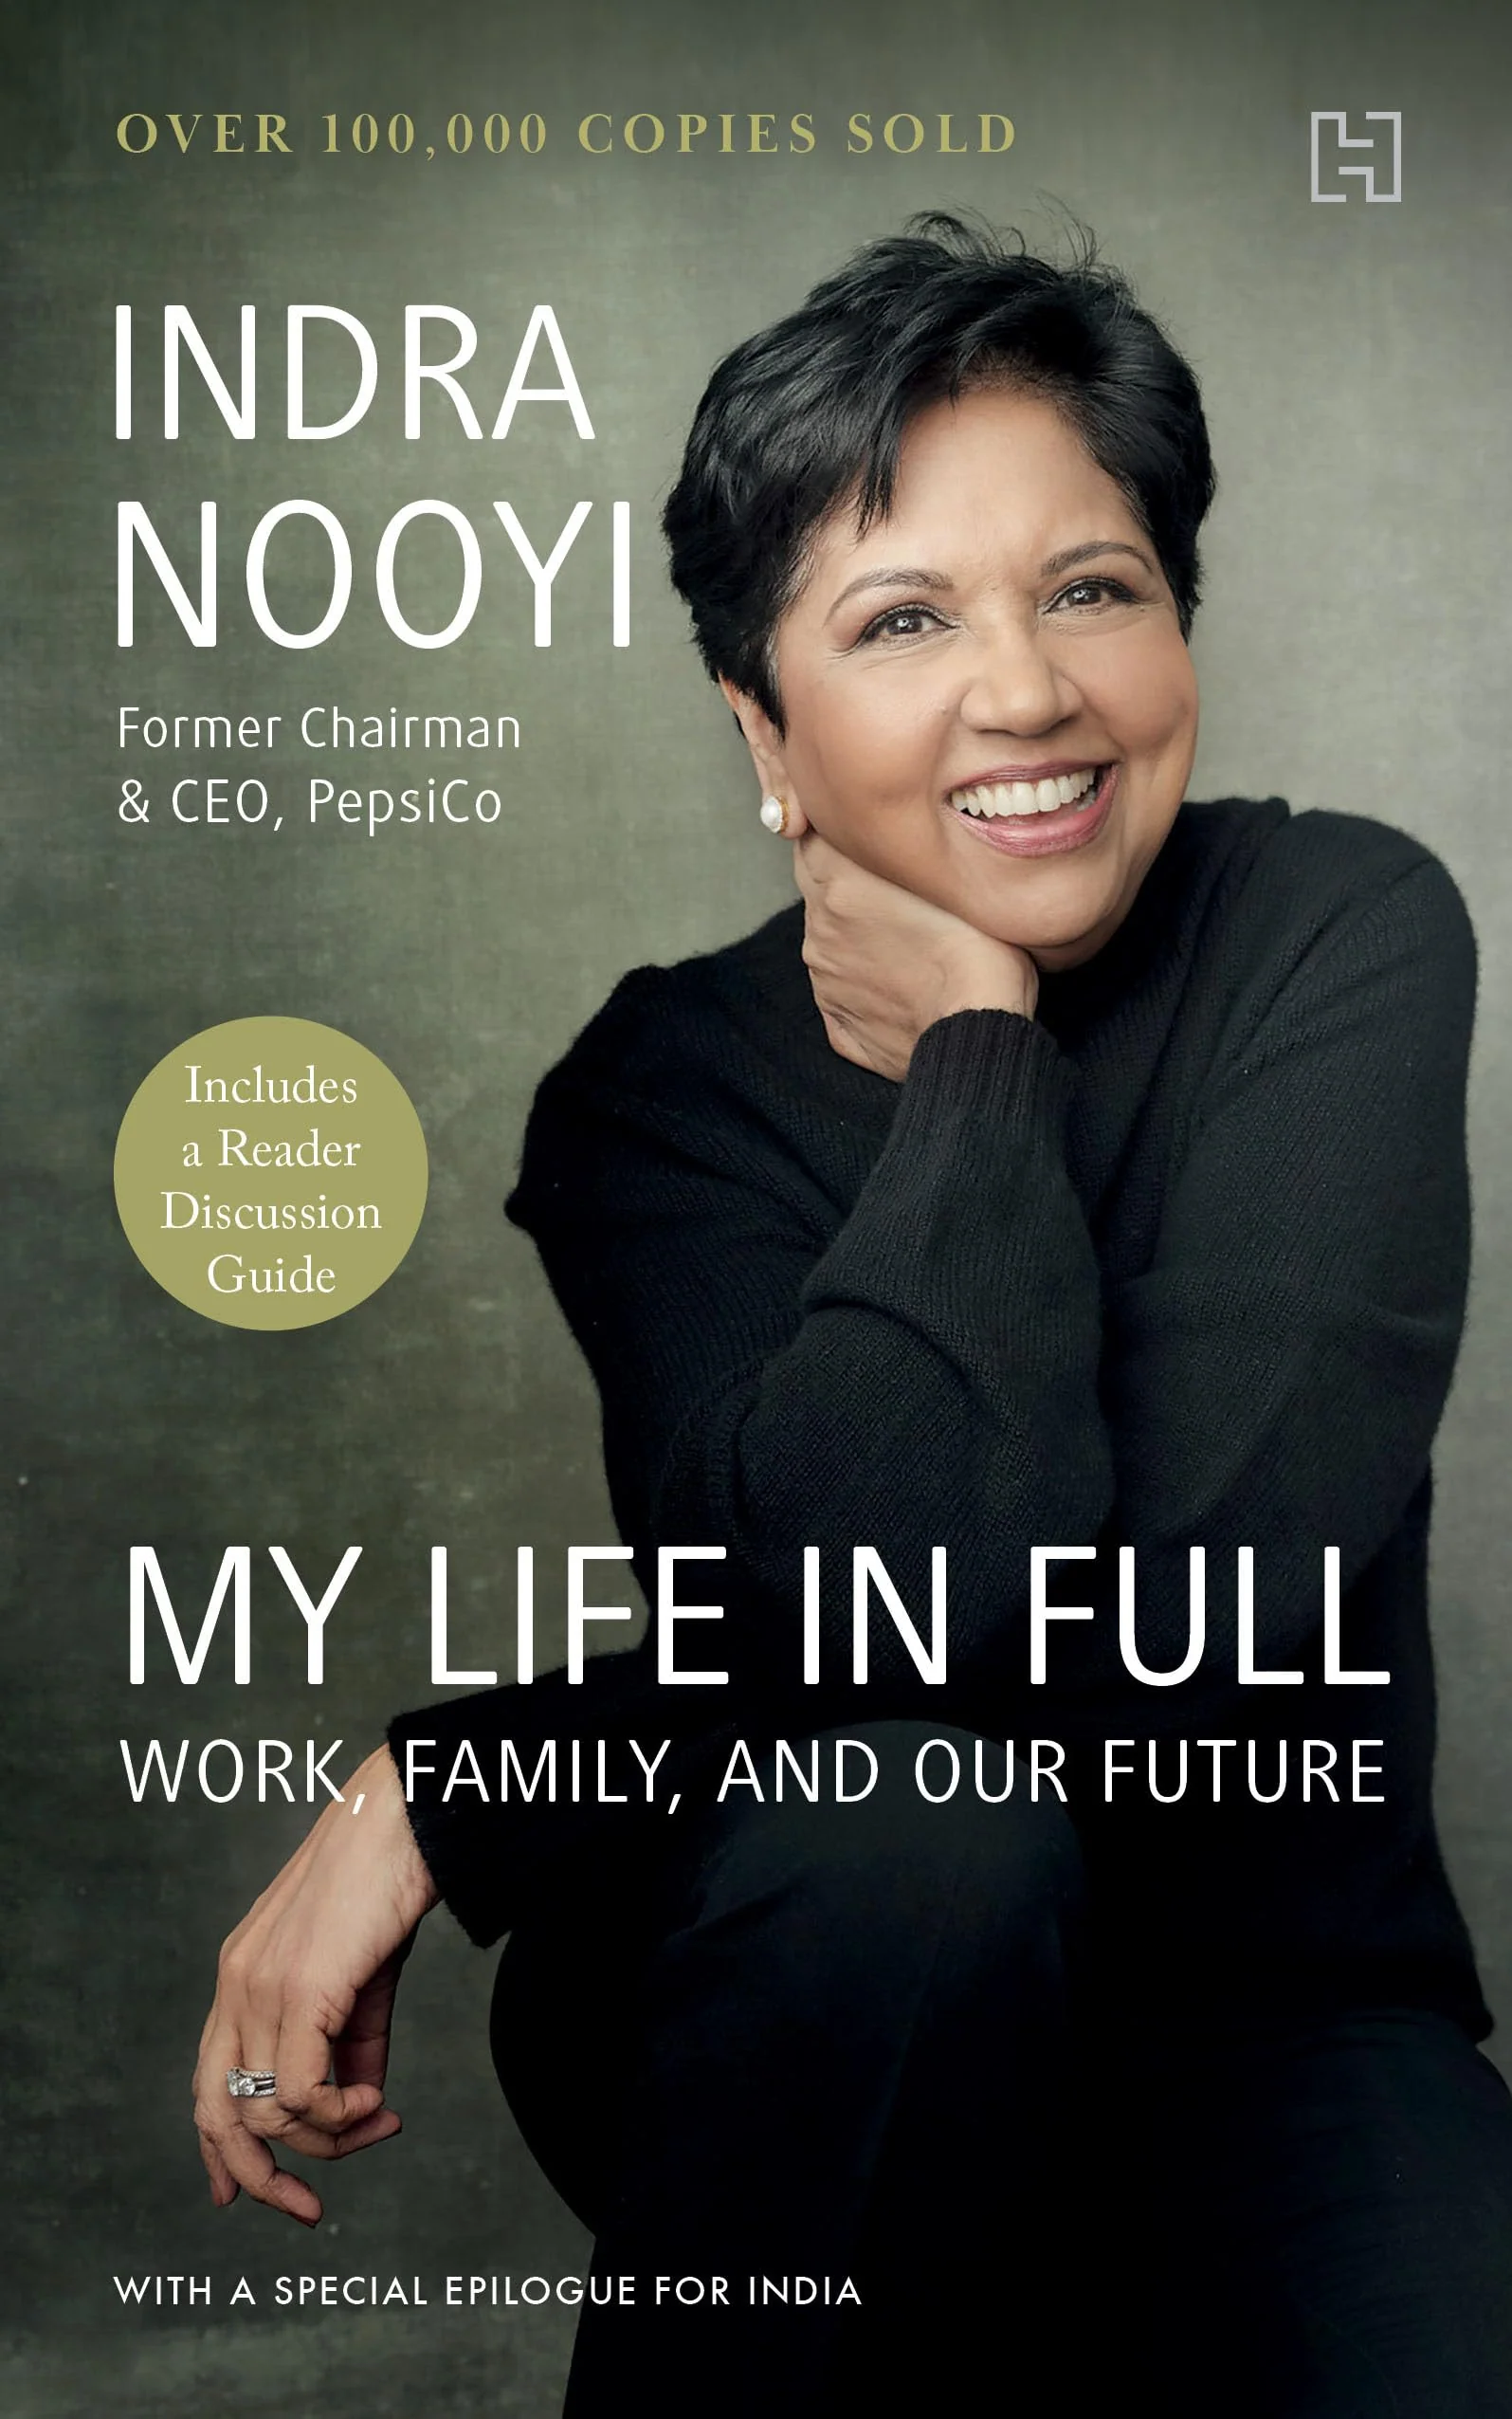 OVER 100,000 COPIES SOLD
INDRA
NOOYI
Former Chairman
& CEO, PepsiCo
Includes
a Reader
Discussion
Guide
MY LIFE IN FULL
WORK, FAMILY, AND OUR FUTURE
WITH A SPECIAL EPILOGUE FOR INDIA